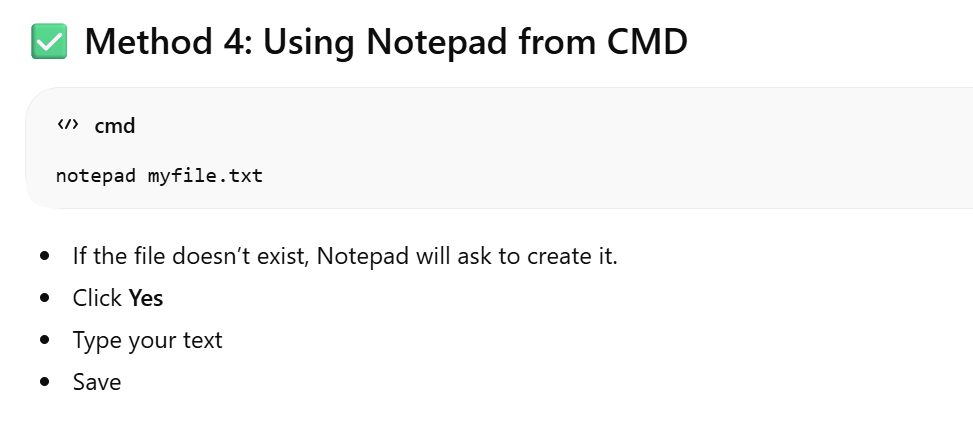 ✅ Method 4: Using Notepad from CMD
</> cmd
notepad myfile.txt
• If the file doesn’t exist, Notepad will ask to create it.
• Click Yes
• Type your text
• Save